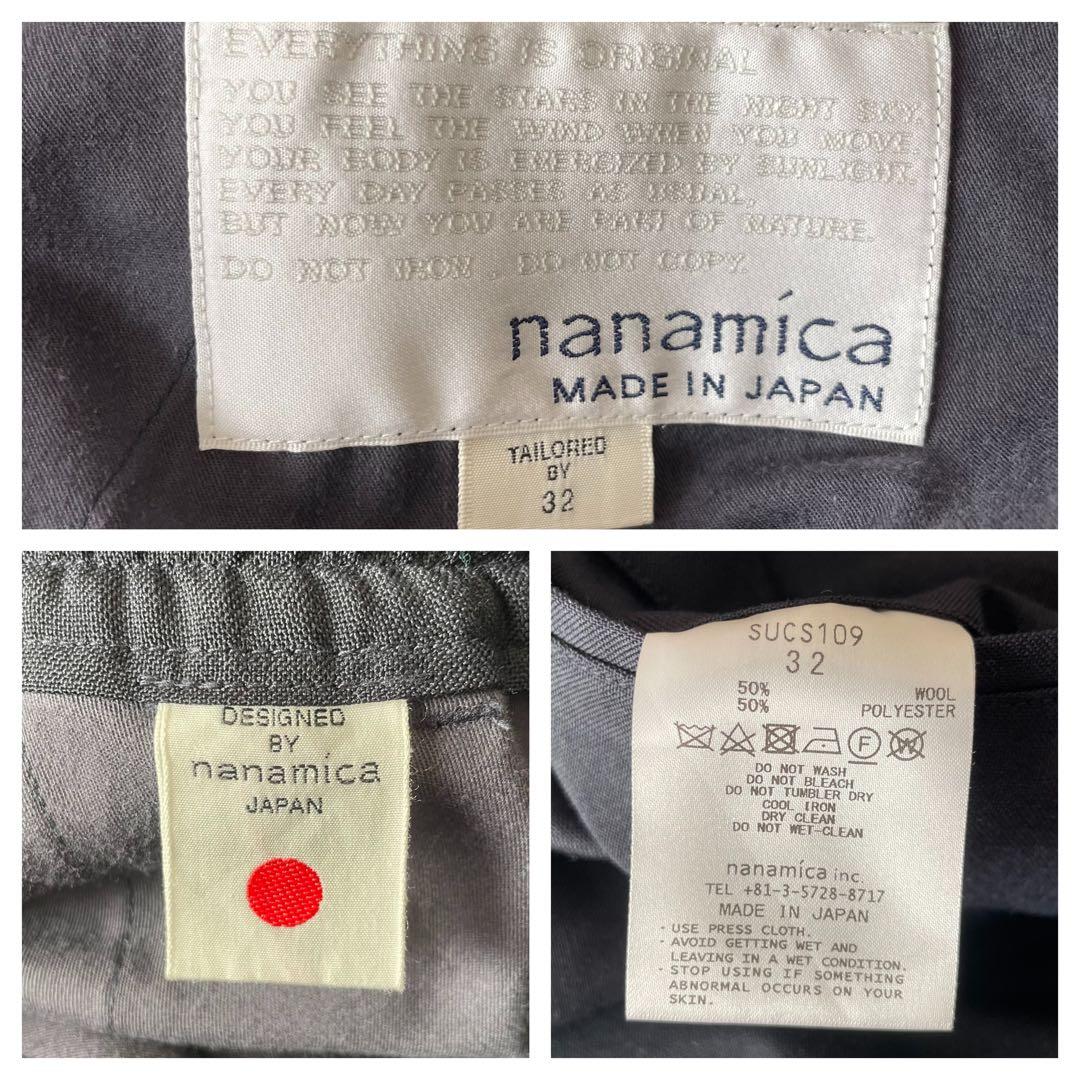 EVERYTHING IS ORIGINAL
YOU SEE THE STARS IN THE NIGHT SKY.
YOU FEEL THE WIND WHEN YOU MOVE.
YOUR BODY IS ENERGIZED BY SUNLIGHT.
EVERY DAY PASSES AS USUAL,
BUT NOW YOU ARE PART OF NATURE.
DO NOT IRON . DO NOT COPY.
nanamíca
MADE IN JAPAN
TAILORED
BY
32
DESIGNED
BY
nanamíca
JAPAN
SUCS109
32
50% WOOL
50% POLYESTER
F
W
DO NOT WASH
DO NOT BLEACH
DO NOT TUMBLER DRY
COOL IRON
DRY CLEAN
DO NOT WET-CLEAN
nanamíca inc.
TEL +81-3-5728-8717
MADE IN JAPAN
· USE PRESS CLOTH.
· AVOID GETTING WET AND
LEAVING IN A WET CONDITION.
· STOP USING IF SOMETHING
ABNORMAL OCCURS ON YOUR
SKIN.